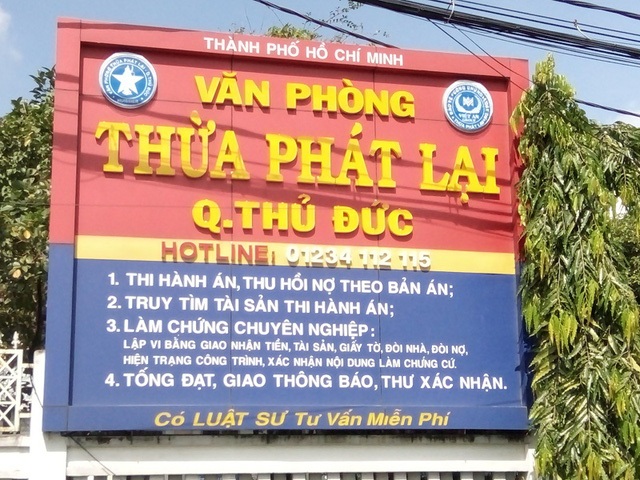 THÀNH PHỐ HỒ CHÍ MINH
VĂN PHÒNG
THỪA PHÁT LẠI
Q.THỦ ĐỨC
HOTLINE: 01234 112 115
1. THI HÀNH ÁN, THU HỒI NỢ THEO BẢN ÁN;
2. TRUY TÌM TÀI SẢN THI HÀNH ÁN;
3. LÀM CHỨNG CHUYÊN NGHIỆP:
LẬP VI BẰNG GIAO NHẬN TIỀN, TÀI SẢN, GIẤY TỜ, ĐÒI NHÀ, ĐÒI NỢ,
HIỆN TRẠNG CÔNG TRÌNH, XÁC NHẬN NỘI DUNG LÀM CHỨNG CỨ.
4. TỐNG ĐẠT, GIAO THÔNG BÁO, THƯ XÁC NHẬN.
Có LUẬT SƯ Tư Vấn Miễn Phí